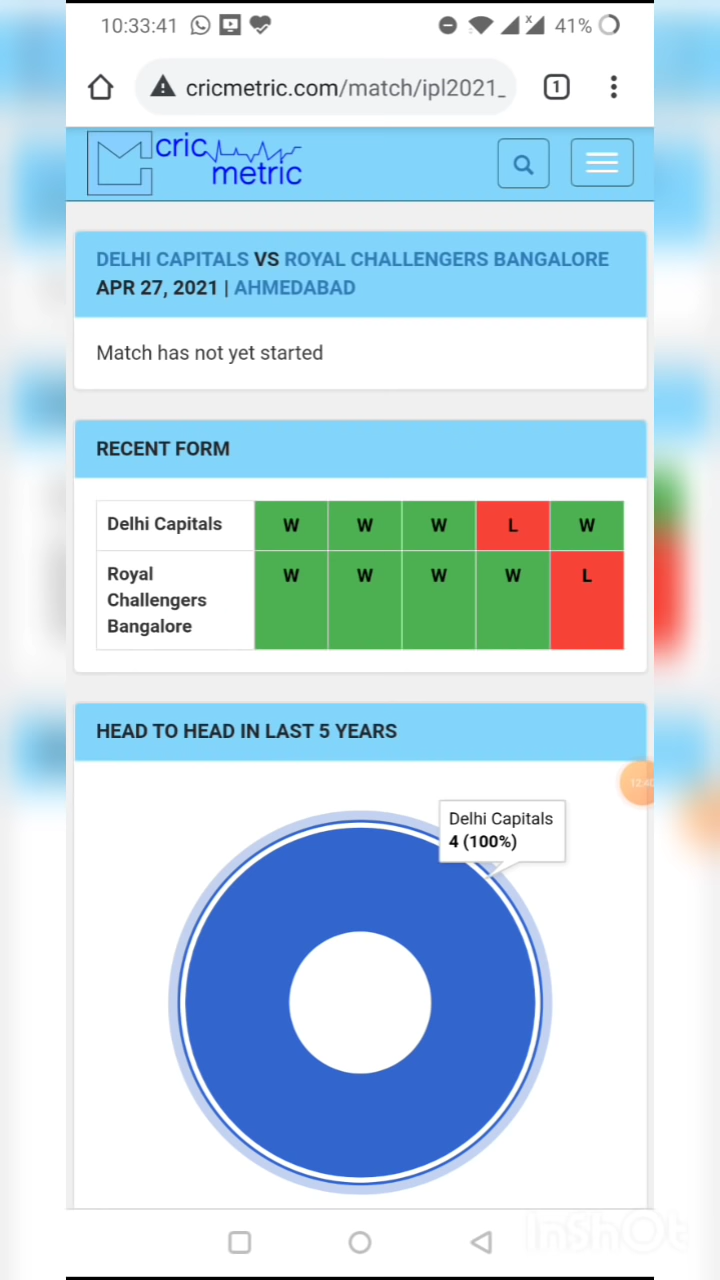 10:33:41 41%
1
cricmetric.com/match/ipl2021_
cric
metric
DELHI CAPITALS VS ROYAL CHALLENGERS BANGALORE
APR 27, 2021 | AHMEDABAD
Match has not yet started
RECENT FORM
Delhi Capitals W W W L W
Royal W W W W L
Challengers
Bangalore
HEAD TO HEAD IN LAST 5 YEARS
12:40
Delhi Capitals
4 (100%)
InShOt